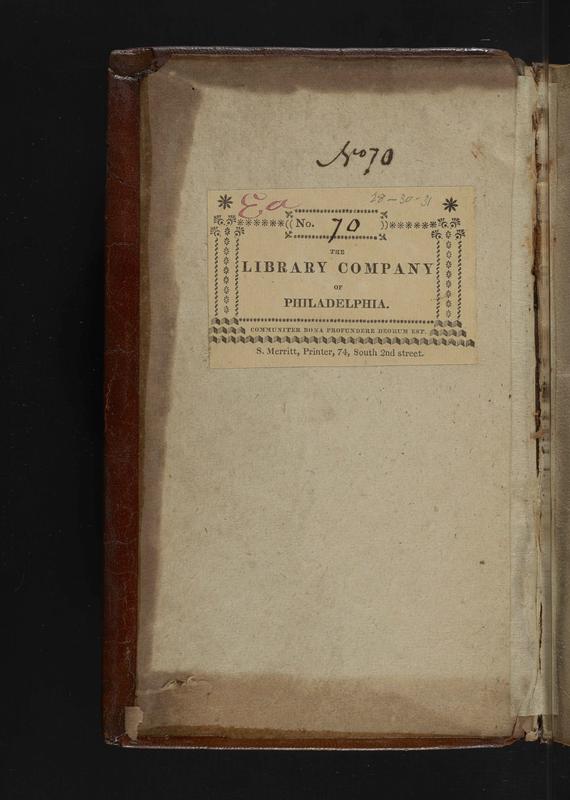 No 70
Ea
28-30-31
No. 70
THE
LIBRARY COMPANY
OF
PHILADELPHIA.
COMMUNITER BONA PROFUNDERE DEORUM EST.
S. Merritt, Printer, 74, South 2nd street.